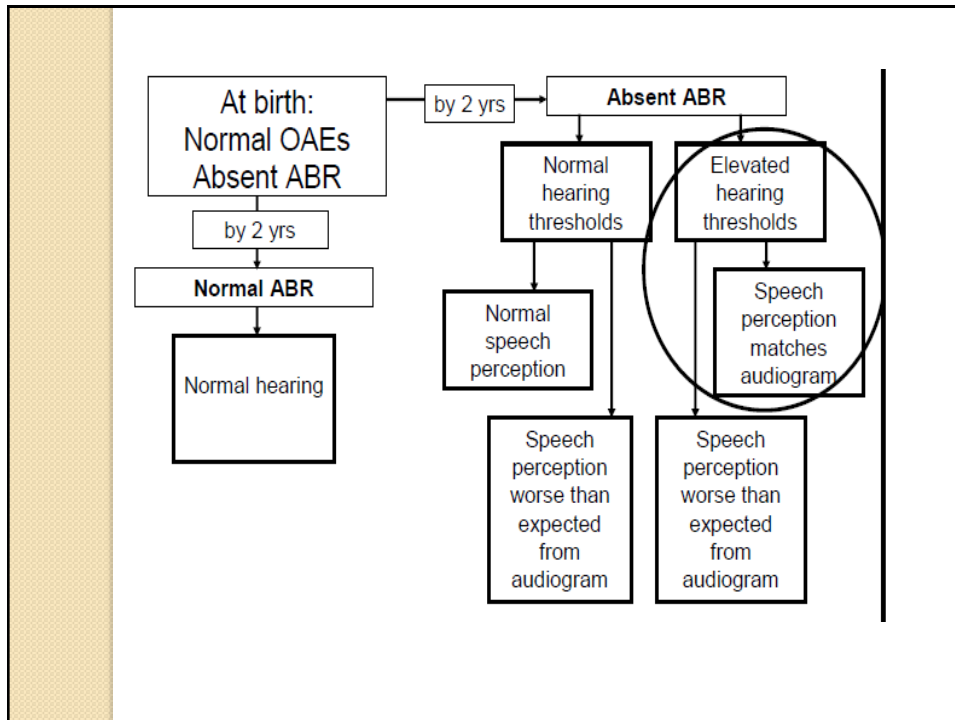 At birth:
Normal OAEs
Absent ABR
by 2 yrs
Absent ABR
by 2 yrs
Normal ABR
Normal hearing
Normal
hearing
thresholds
Elevated
hearing
thresholds
Normal
speech
perception
Speech
perception
matches
audiogram
Speech
perception
worse than
expected
from
audiogram
Speech
perception
worse than
expected
from
audiogram